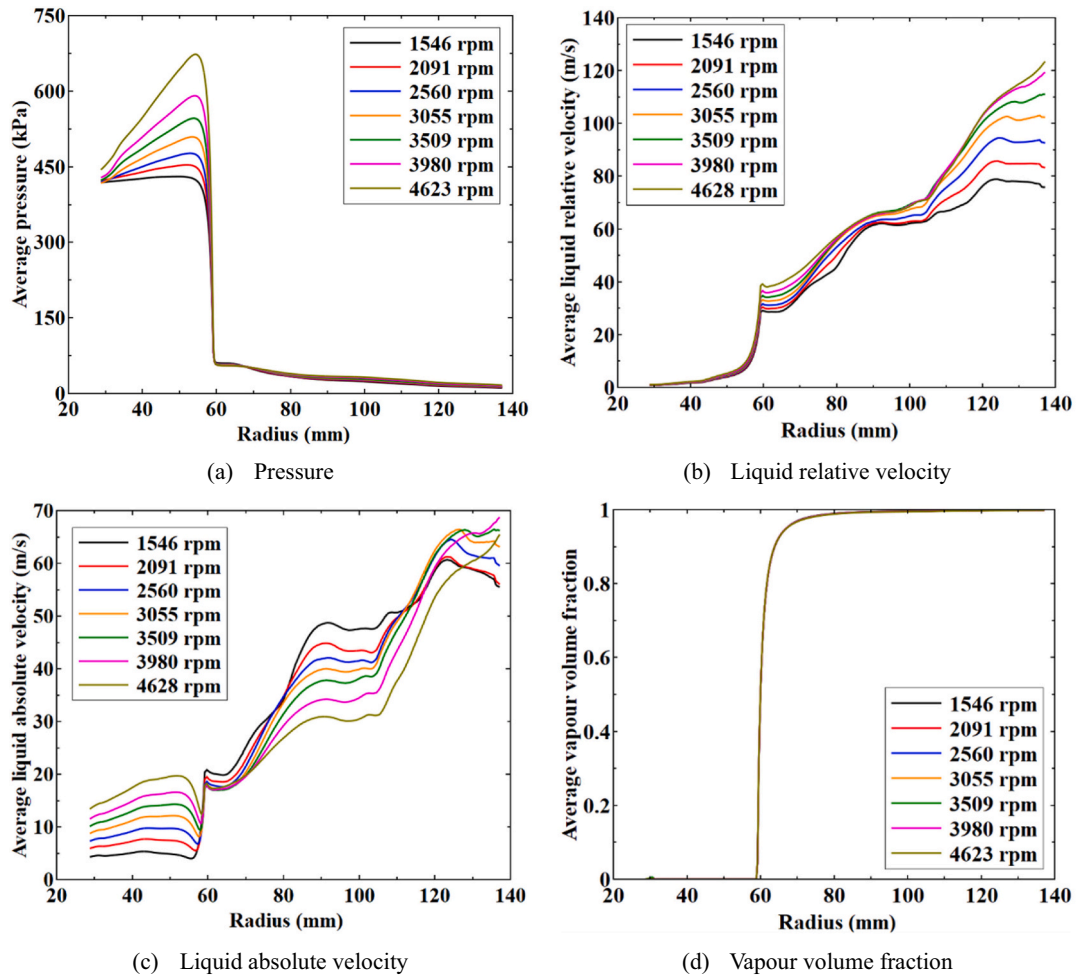 750
600
450
300
150
0
Average pressure (kPa)
1546 rpm
2091 rpm
2560 rpm
3055 rpm
3509 rpm
3980 rpm
4623 rpm
20 40 60 80 100 120 140
Radius (mm)
(a) Pressure
140
120
100
80
60
40
20
0
Average liquid relative velocity (m/s)
1546 rpm
2091 rpm
2560 rpm
3055 rpm
3509 rpm
3980 rpm
4628 rpm
20 40 60 80 100 120 140
Radius (mm)
(b) Liquid relative velocity
70
60
50
40
30
20
10
0
Average liquid absolute velocity (m/s)
1546 rpm
2091 rpm
2560 rpm
3055 rpm
3509 rpm
3980 rpm
4628 rpm
20 40 60 80 100 120 140
Radius (mm)
(c) Liquid absolute velocity
1
0.8
0.6
0.4
0.2
0
Average vapour volume fraction
1546 rpm
2091 rpm
2560 rpm
3055 rpm
3509 rpm
3980 rpm
4623 rpm
20 40 60 80 100 120 140
Radius (mm)
(d) Vapour volume fraction